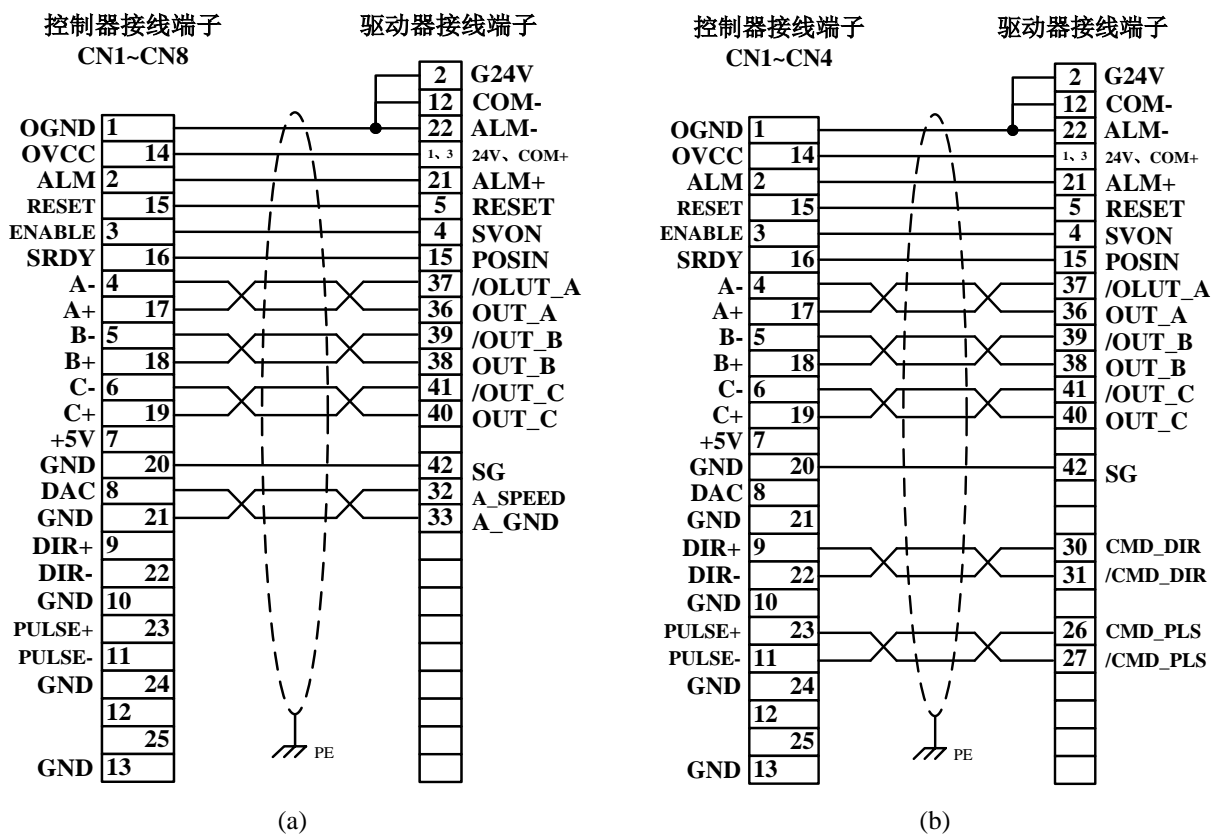 控制器接线端子 驱动器接线端子
CN1~CN8
2 G24V
12 COM-
OGND 1 22 ALM-
OVCC 14 1、3 24V、COM+
ALM 2 21 ALM+
RESET 15 5 RESET
ENABLE 3 4 SVON
SRDY 16 15 POSIN
A- 4 37 /OLUT_A
A+ 17 36 OUT_A
B- 5 39 /OUT_B
B+ 18 38 OUT_B
C- 6 41 /OUT_C
C+ 19 40 OUT_C
+5V 7
GND 20 42 SG
DAC 8 32 A_SPEED
GND 21 33 A_GND
DIR+ 9
DIR- 22
GND 10
PULSE+ 23
PULSE- 11
GND 24
12
25
GND 13
PE
(a)
控制器接线端子 驱动器接线端子
CN1~CN4
2 G24V
12 COM-
OGND 1 22 ALM-
OVCC 14 1、3 24V、COM+
ALM 2 21 ALM+
RESET 15 5 RESET
ENABLE 3 4 SVON
SRDY 16 15 POSIN
A- 4 37 /OLUT_A
A+ 17 36 OUT_A
B- 5 39 /OUT_B
B+ 18 38 OUT_B
C- 6 41 /OUT_C
C+ 19 40 OUT_C
+5V 7
GND 20 42 SG
DAC 8
GND 21
DIR+ 9 30 CMD_DIR
DIR- 22 31 /CMD_DIR
GND 10
PULSE+ 23 26 CMD_PLS
PULSE- 11 27 /CMD_PLS
GND 24
12
25
GND 13
PE
(b)